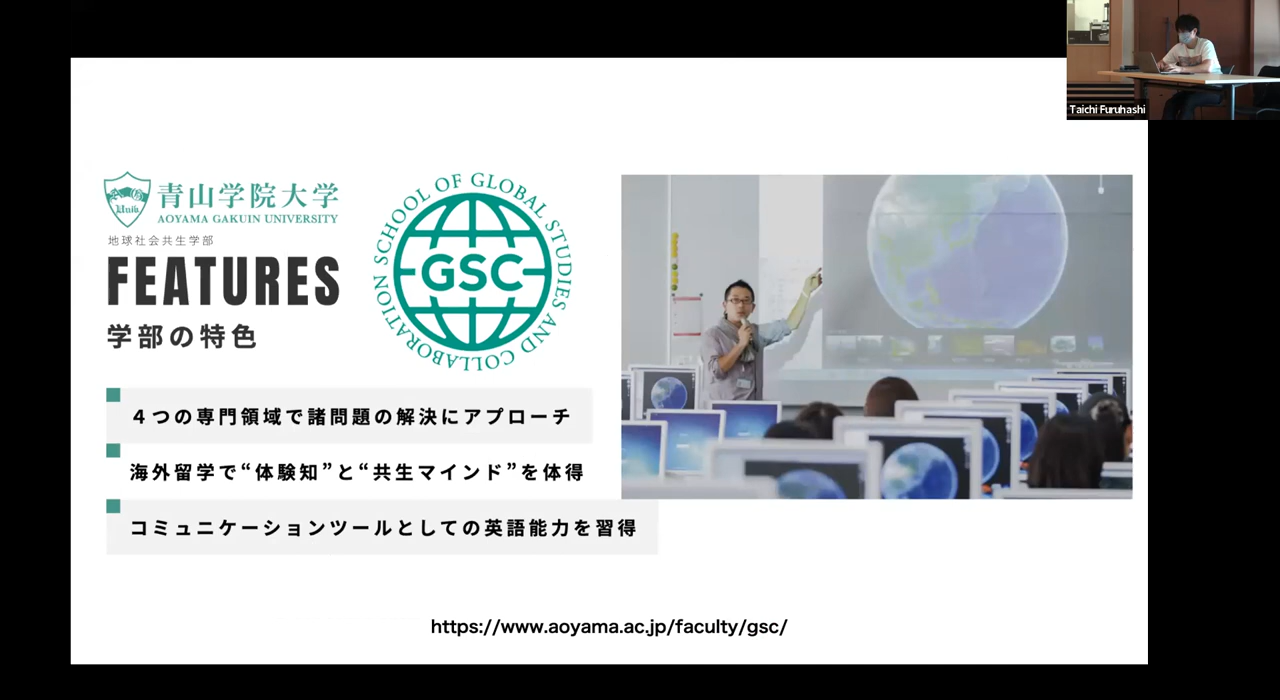 青山学院大学
AOYAMA GAKUIN UNIVERSITY
地球社会共生学部
FEATURES
学部の特色
SCHOOL OF GLOBAL STUDIES AND COLLABORATION
GSC
4つの専門領域で諸問題の解決にアプローチ
海外留学で“体験知”と“共生マインド”を体得
コミュニケーションツールとしての英語能力を習得
https://www.aoyama.ac.jp/faculty/gsc/
Taichi Furuhashi